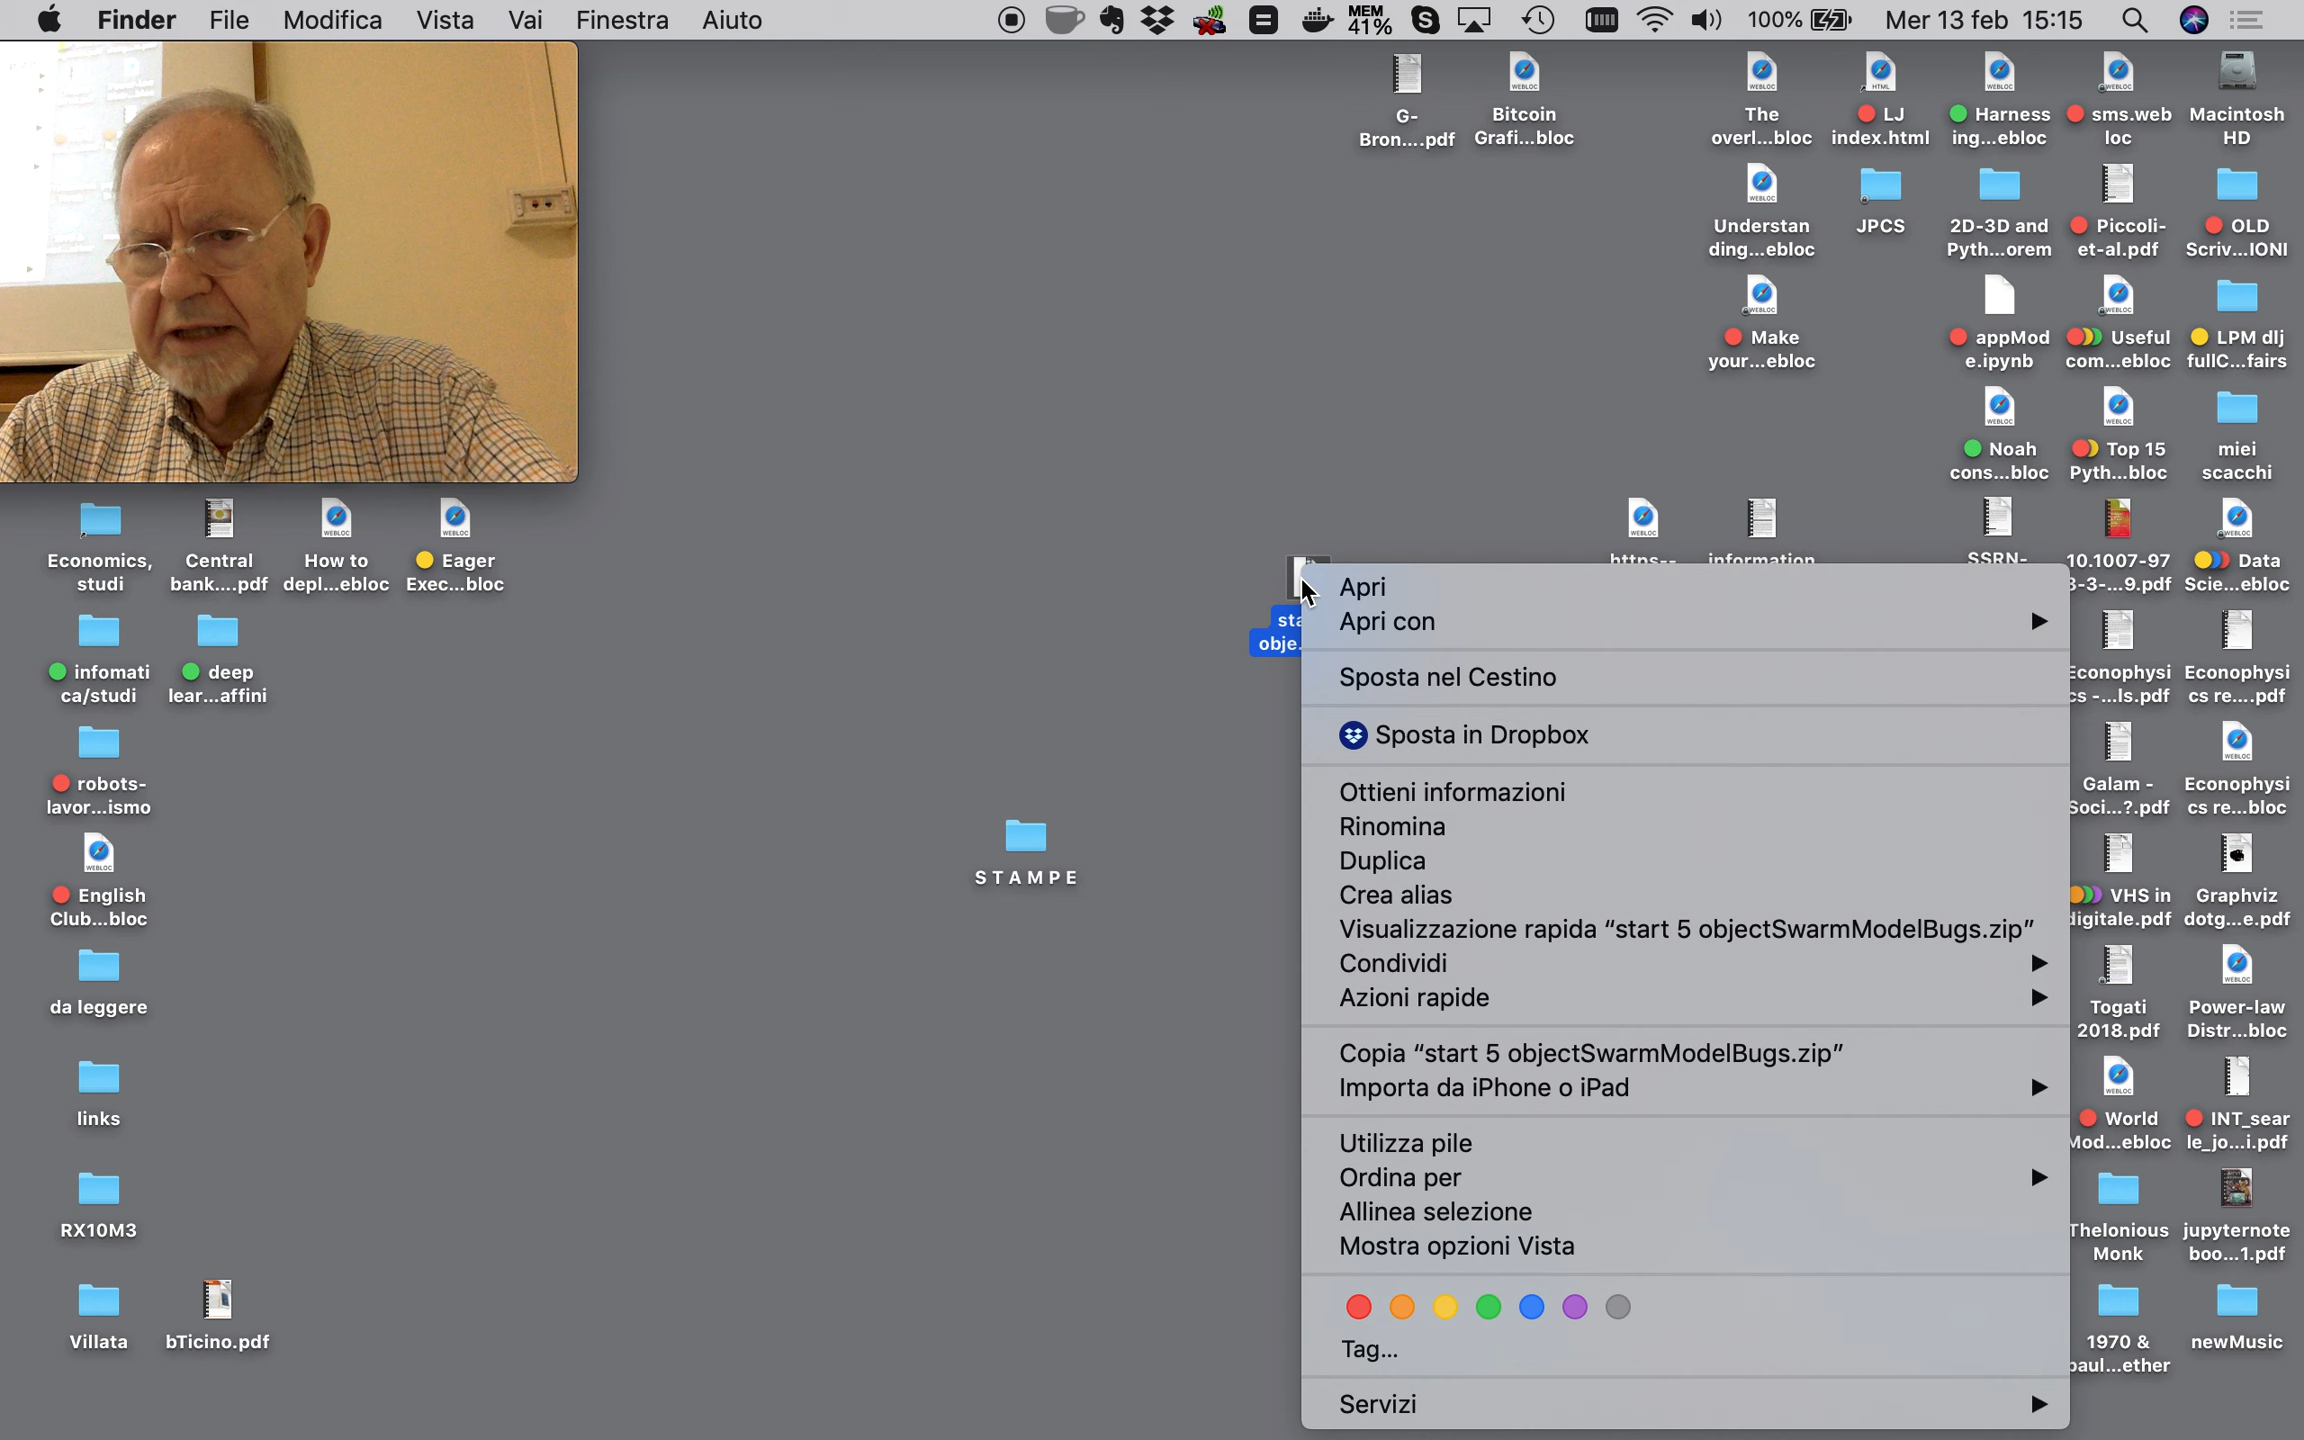 Finder File Modifica Vista Vai Finestra Aiuto
MEM
41%
100%
Mer 13 feb 15:15
G-
Bron....pdf
Bitcoin
Grafi...bloc
The
overl...bloc
LJ
index.html
Harness
ing...ebloc
sms.web
loc
Macintosh
HD
Understan
ding...ebloc
JPCS
2D-3D and
Pyth...orem
Piccoli-
et-al.pdf
OLD
Scriv...IONI
Make
your...ebloc
appMod
e.ipynb
Useful
com...ebloc
LPM dlj
fullC...fairs
Noah
cons...bloc
Top 15
Pyth...bloc
miei
scacchi
Economics,
studi
Central
bank....pdf
How to
depl...ebloc
Eager
Exec...bloc
https--
information
SSRN-
10.1007-97
3-3-...9.pdf
Data
Scie...ebloc
infomati
ca/studi
deep
lear...affini
Econophysi
cs -...ls.pdf
Econophysi
cs re....pdf
robots-
lavor...ismo
Galam -
Soci...?.pdf
Econophysi
cs re...bloc
STAMPE
English
Club...bloc
VHS in
digitale.pdf
Graphviz
dotg...e.pdf
da leggere
Togati
2018.pdf
Power-law
Distr...bloc
links
World
Mod...ebloc
INT_sear
le_jo...i.pdf
RX10M3
Thelonious
Monk
jupyternote
boo...1.pdf
Villata
bTicino.pdf
1970 &
paul...ether
newMusic
Apri
Apri con
Sposta nel Cestino
Sposta in Dropbox
Ottieni informazioni
Rinomina
Duplica
Crea alias
Visualizzazione rapida “start 5 objectSwarmModelBugs.zip”
Condividi
Azioni rapide
Copia “start 5 objectSwarmModelBugs.zip”
Importa da iPhone o iPad
Utilizza pile
Ordina per
Allinea selezione
Mostra opzioni Vista
Tag...
Servizi